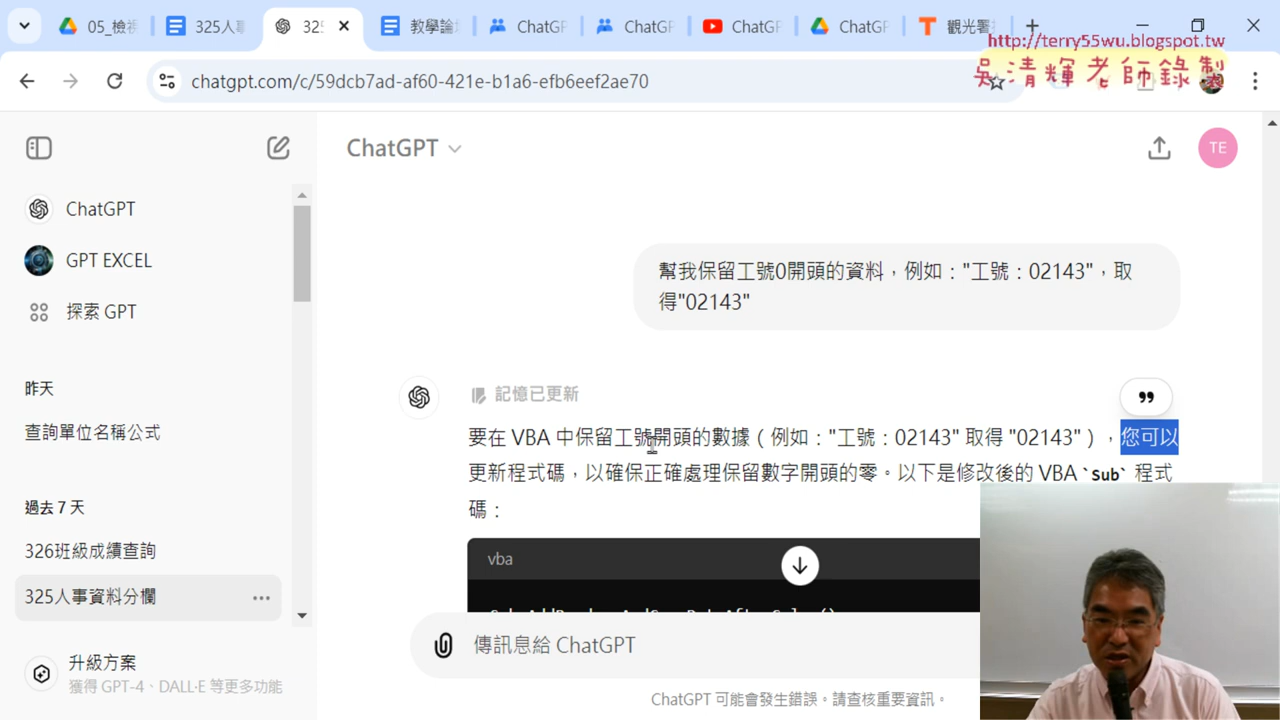 05_檢視
325人事
325
教學論壇
ChatGP
ChatGP
ChatGP
ChatGP
觀光署
http://terry55wu.blogspot.tw
吳清輝老師錄製
chatgpt.com/c/59dcb7ad-af60-421e-b1a6-efb6eef2ae70
ChatGPT
TE
ChatGPT
GPT EXCEL
探索 GPT
昨天
查詢單位名稱公式
過去 7 天
326班級成績查詢
325人事資料分欄
升級方案
獲得 GPT-4、DALL·E 等更多功能
幫我保留工號0開頭的資料，例如："工號：02143"，取
得"02143"
記憶已更新
要在 VBA 中保留工號開頭的數據（例如："工號：02143" 取得 "02143"），您可以
更新程式碼，以確保正確處理保留數字開頭的零。以下是修改後的 VBA `Sub` 程式
碼：
vba
傳訊息給 ChatGPT
ChatGPT 可能會發生錯誤。請查核重要資訊。